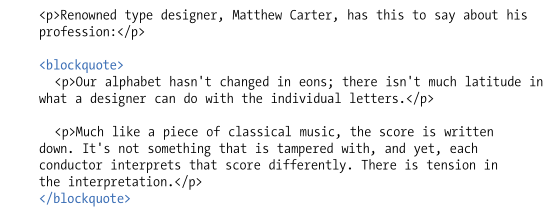 <p>Renowned type designer, Matthew Carter, has this to say about his
profession:</p>
<blockquote>
<p>Our alphabet hasn't changed in eons; there isn't much latitude in
what a designer can do with the individual letters.</p>
<p>Much like a piece of classical music, the score is written
down. It's not something that is tampered with, and yet, each
conductor interprets that score differently. There is tension in
the interpretation.</p>
</blockquote>